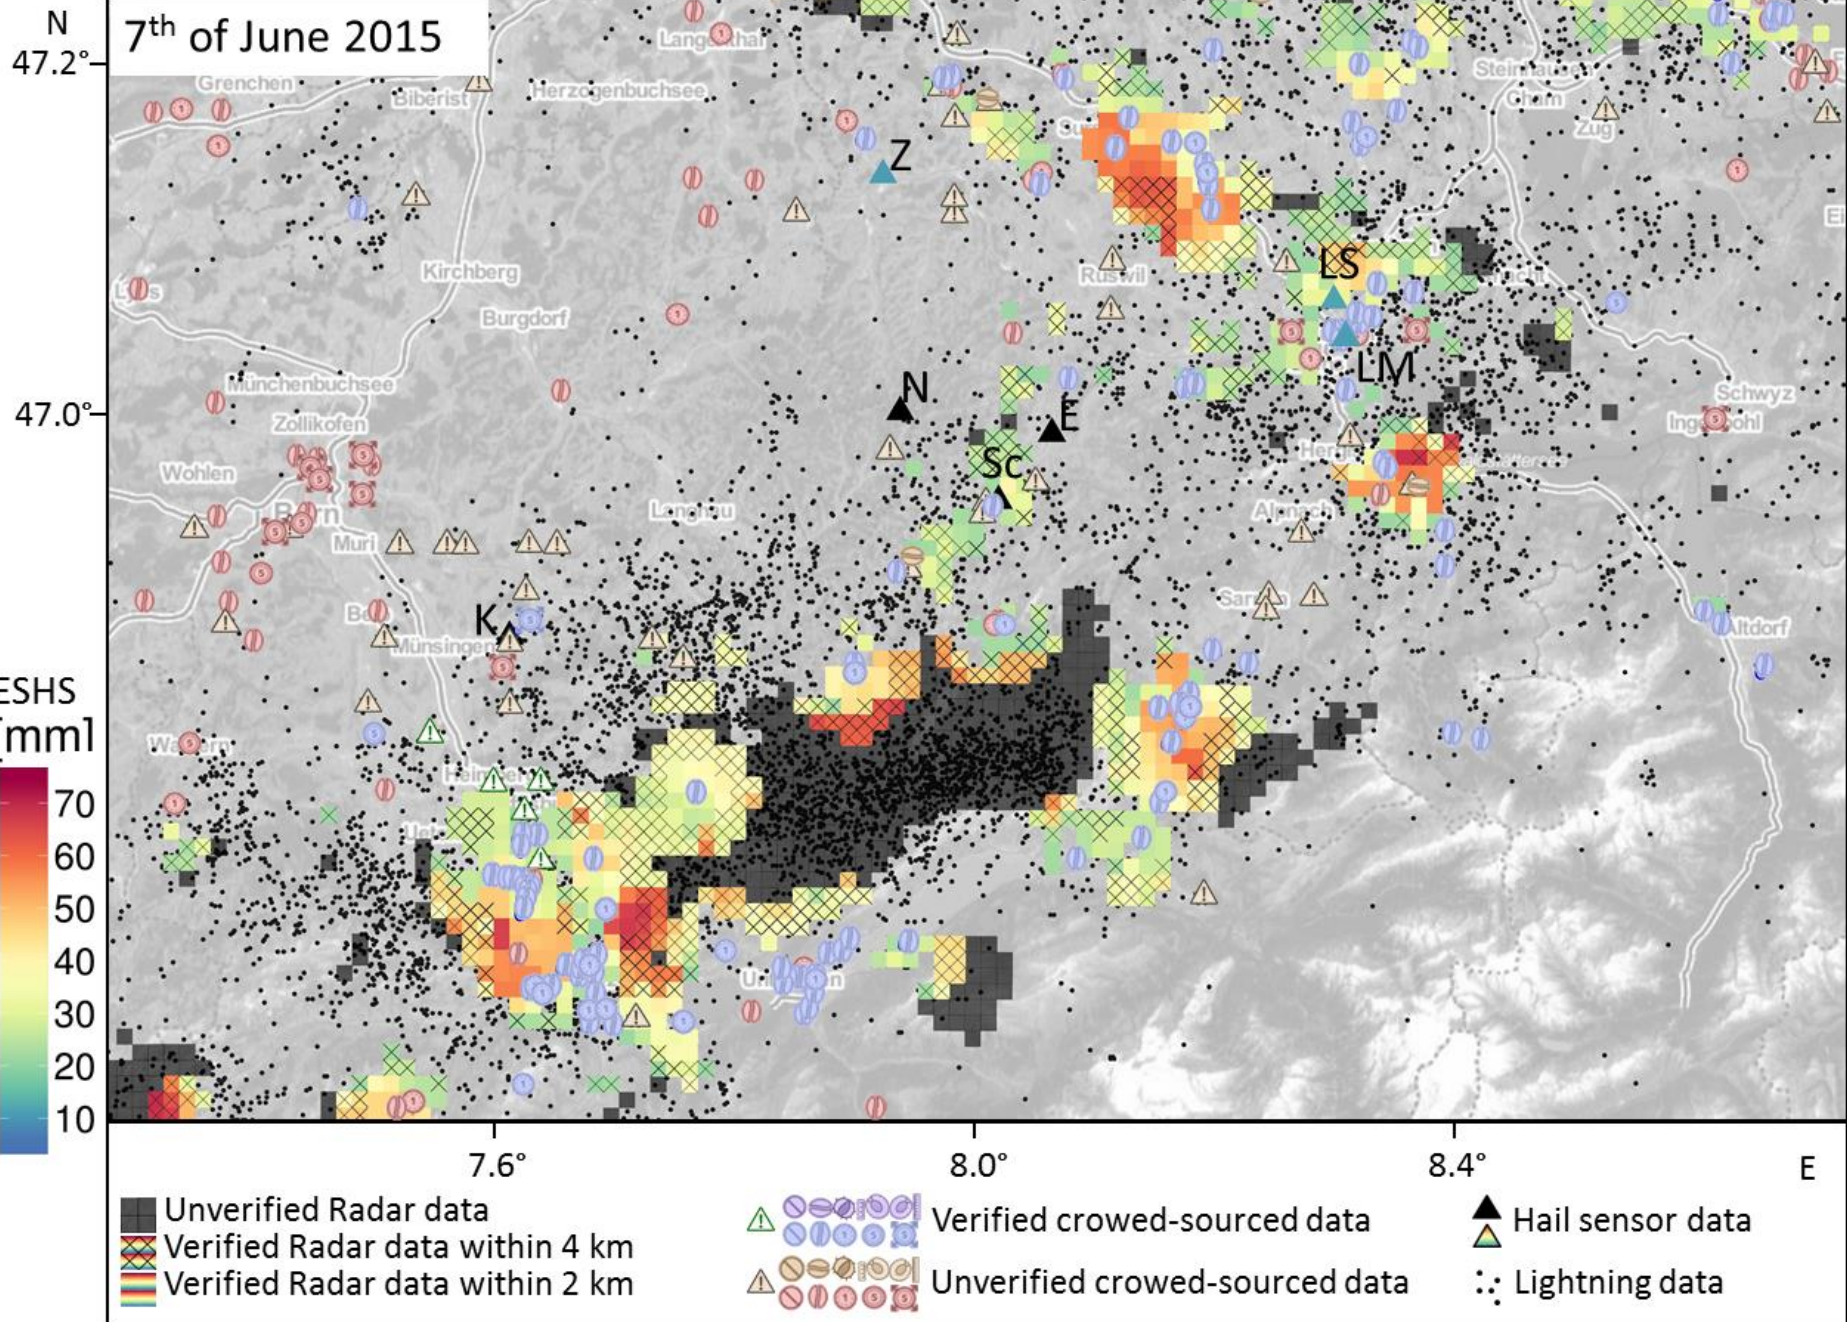 N
7th of June 2015
47.2°
Grenchen
Biberist
Herzogenbuchsee
Steinhausen
Cham
Zug
Z
Kirchberg
Ruswil
LS
Burgdorf
LM
Münchenbuchsee
N
E
47.0°
Schwyz
Zollikofen
Sc
Wohlen
Bern
Langnau
Alpnach
Muri
K
Münsingen
Altdorf
ESHS
[mm]
70
60
50
40
30
20
10
7.6°
8.0°
8.4°
E
Unverified Radar data
Verified Radar data within 4 km
Verified Radar data within 2 km
Verified crowed-sourced data
Unverified crowed-sourced data
Hail sensor data
Lightning data